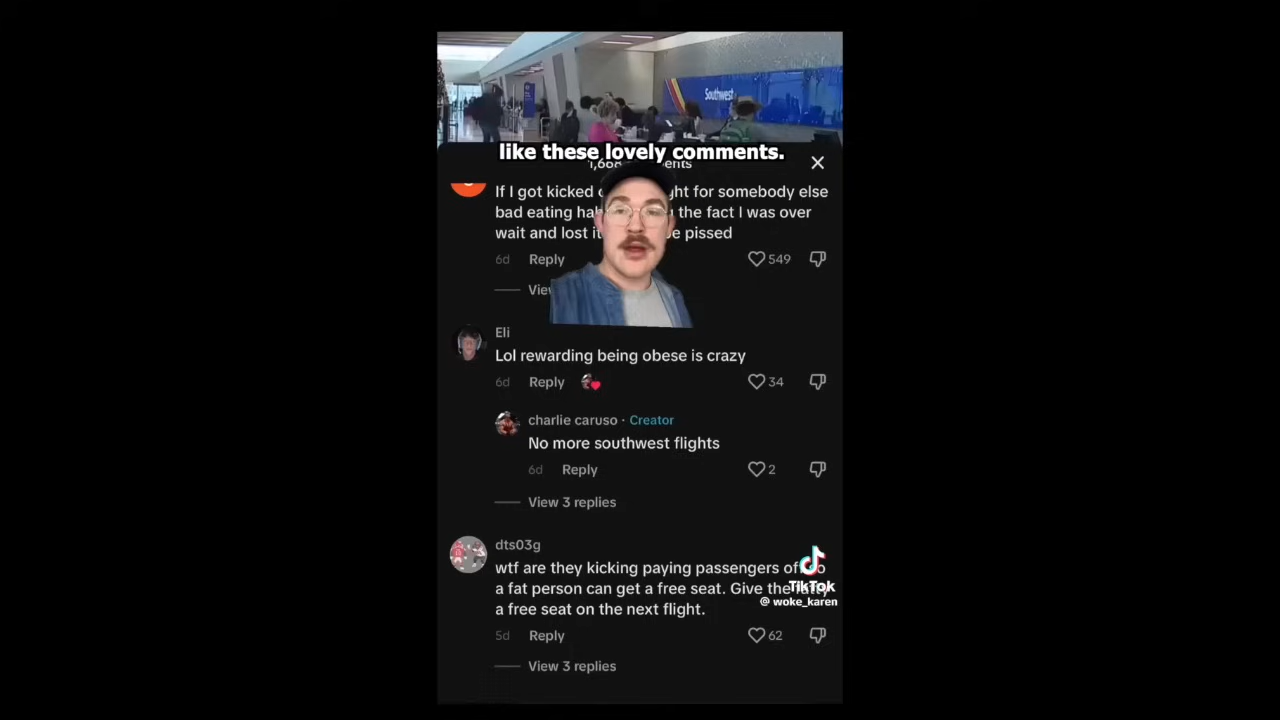 Southwest
like these lovely comments.
If I got kicked
for somebody else
bad eating
the fact I was over
wait and lost
pissed
6d Reply 549
Eli
Lol rewarding being obese is crazy
6d Reply 34
charlie caruso · Creator
No more southwest flights
6d Reply 2
View 3 replies
dts03g
wtf are they kicking paying passengers
a fat person can get a free seat. Give the
a free seat on the next flight.
5d Reply 62
View 3 replies
TikTok
@ woke_karen